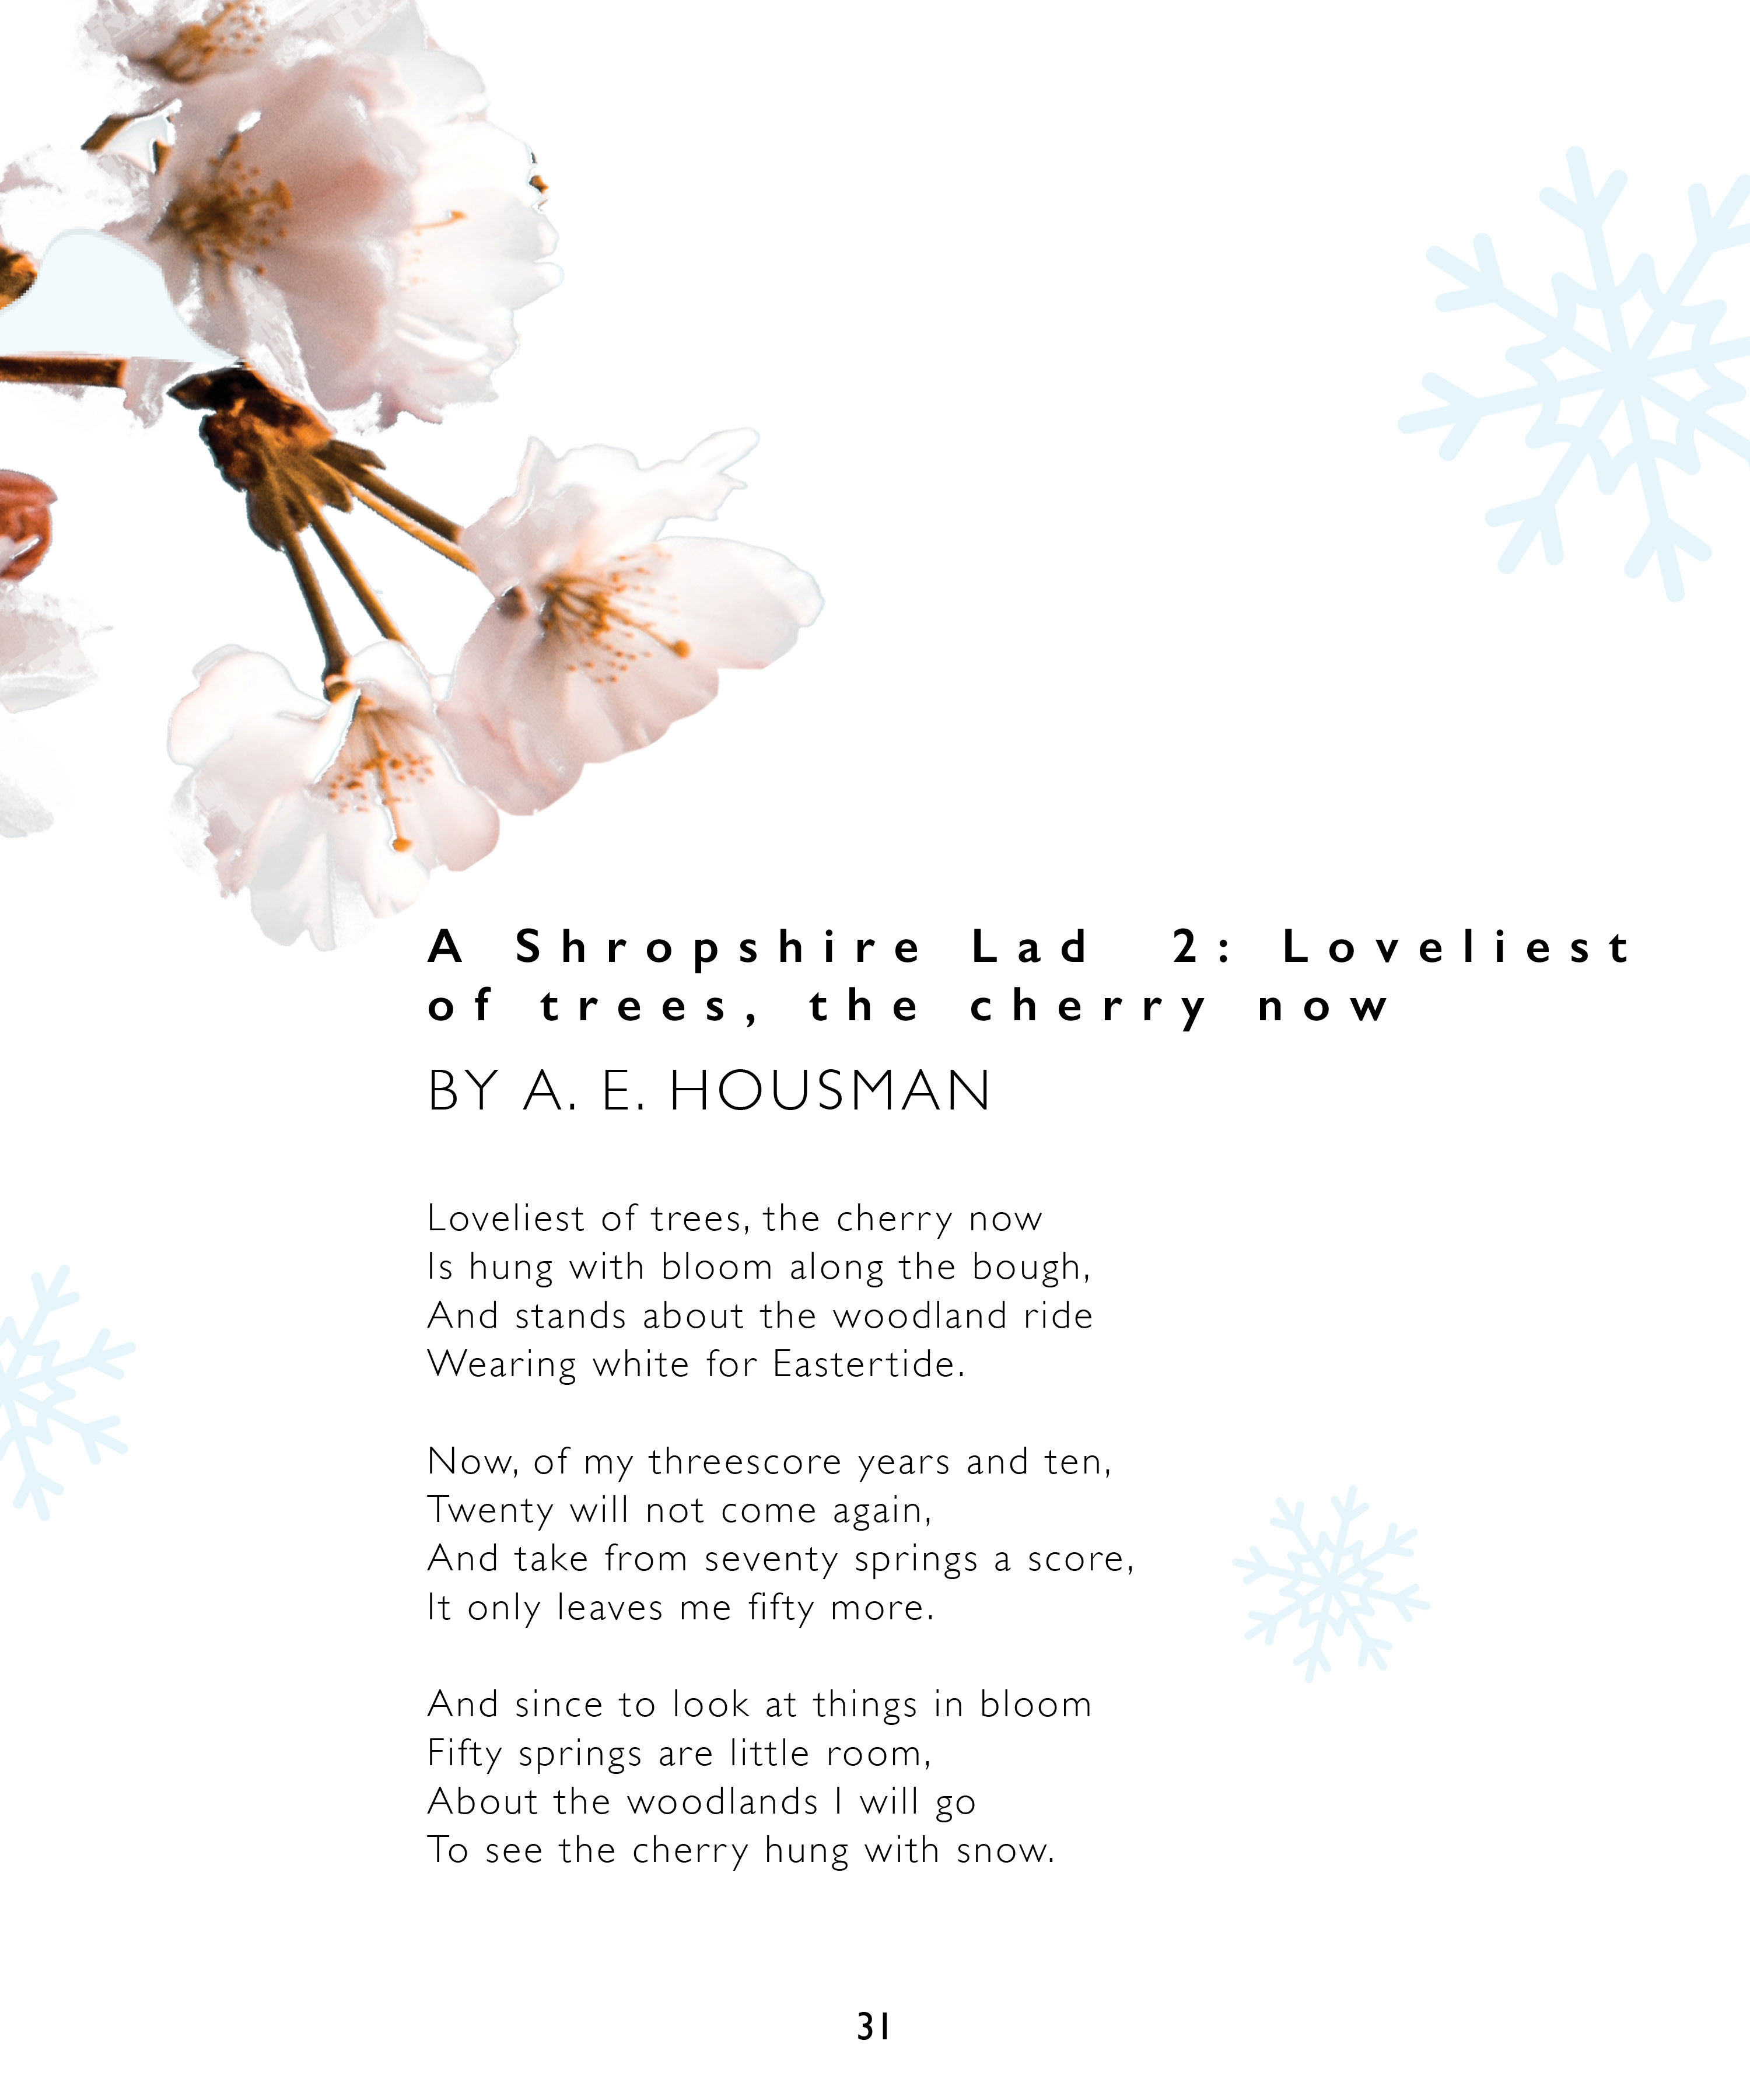 A Shropshire Lad 2: Loveliest
of trees, the cherry now
BY A. E. HOUSMAN
Loveliest of trees, the cherry now
Is hung with bloom along the bough,
And stands about the woodland ride
Wearing white for Eastertide.
Now, of my threescore years and ten,
Twenty will not come again,
And take from seventy springs a score,
It only leaves me fifty more.
And since to look at things in bloom
Fifty springs are little room,
About the woodlands I will go
To see the cherry hung with snow.
31